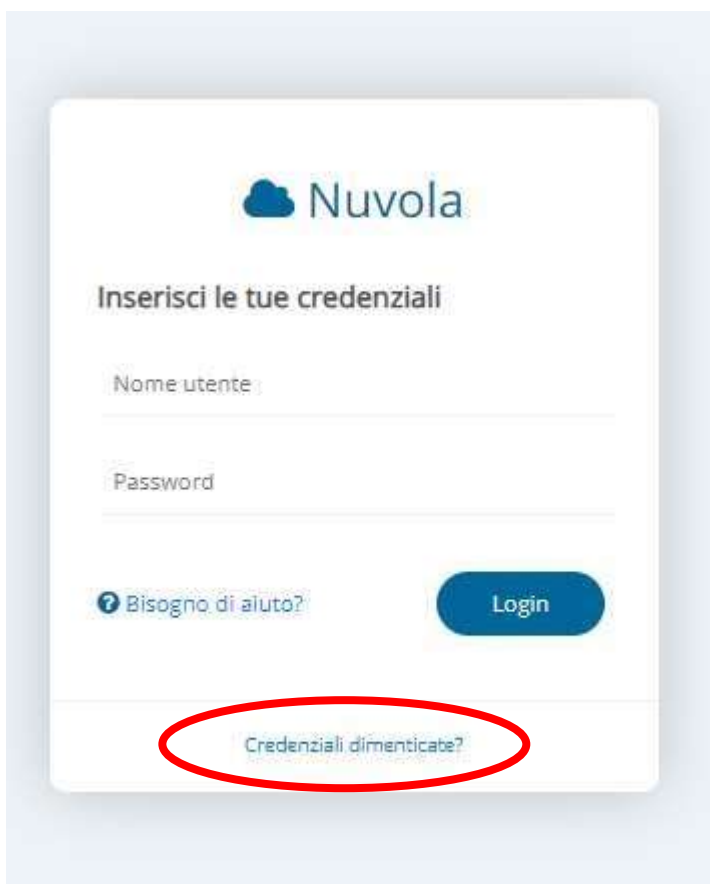 Nuvola
Inserisci le tue credenziali
Nome utente
Password
Bisogno di aiuto?
Login
Credenziali dimenticate?